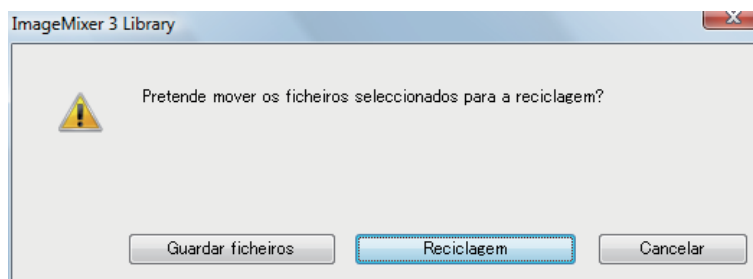 ImageMixer 3 Library
Pretende mover os ficheiros seleccionados para a reciclagem?
Guardar ficheiros
Reciclagem
Cancelar